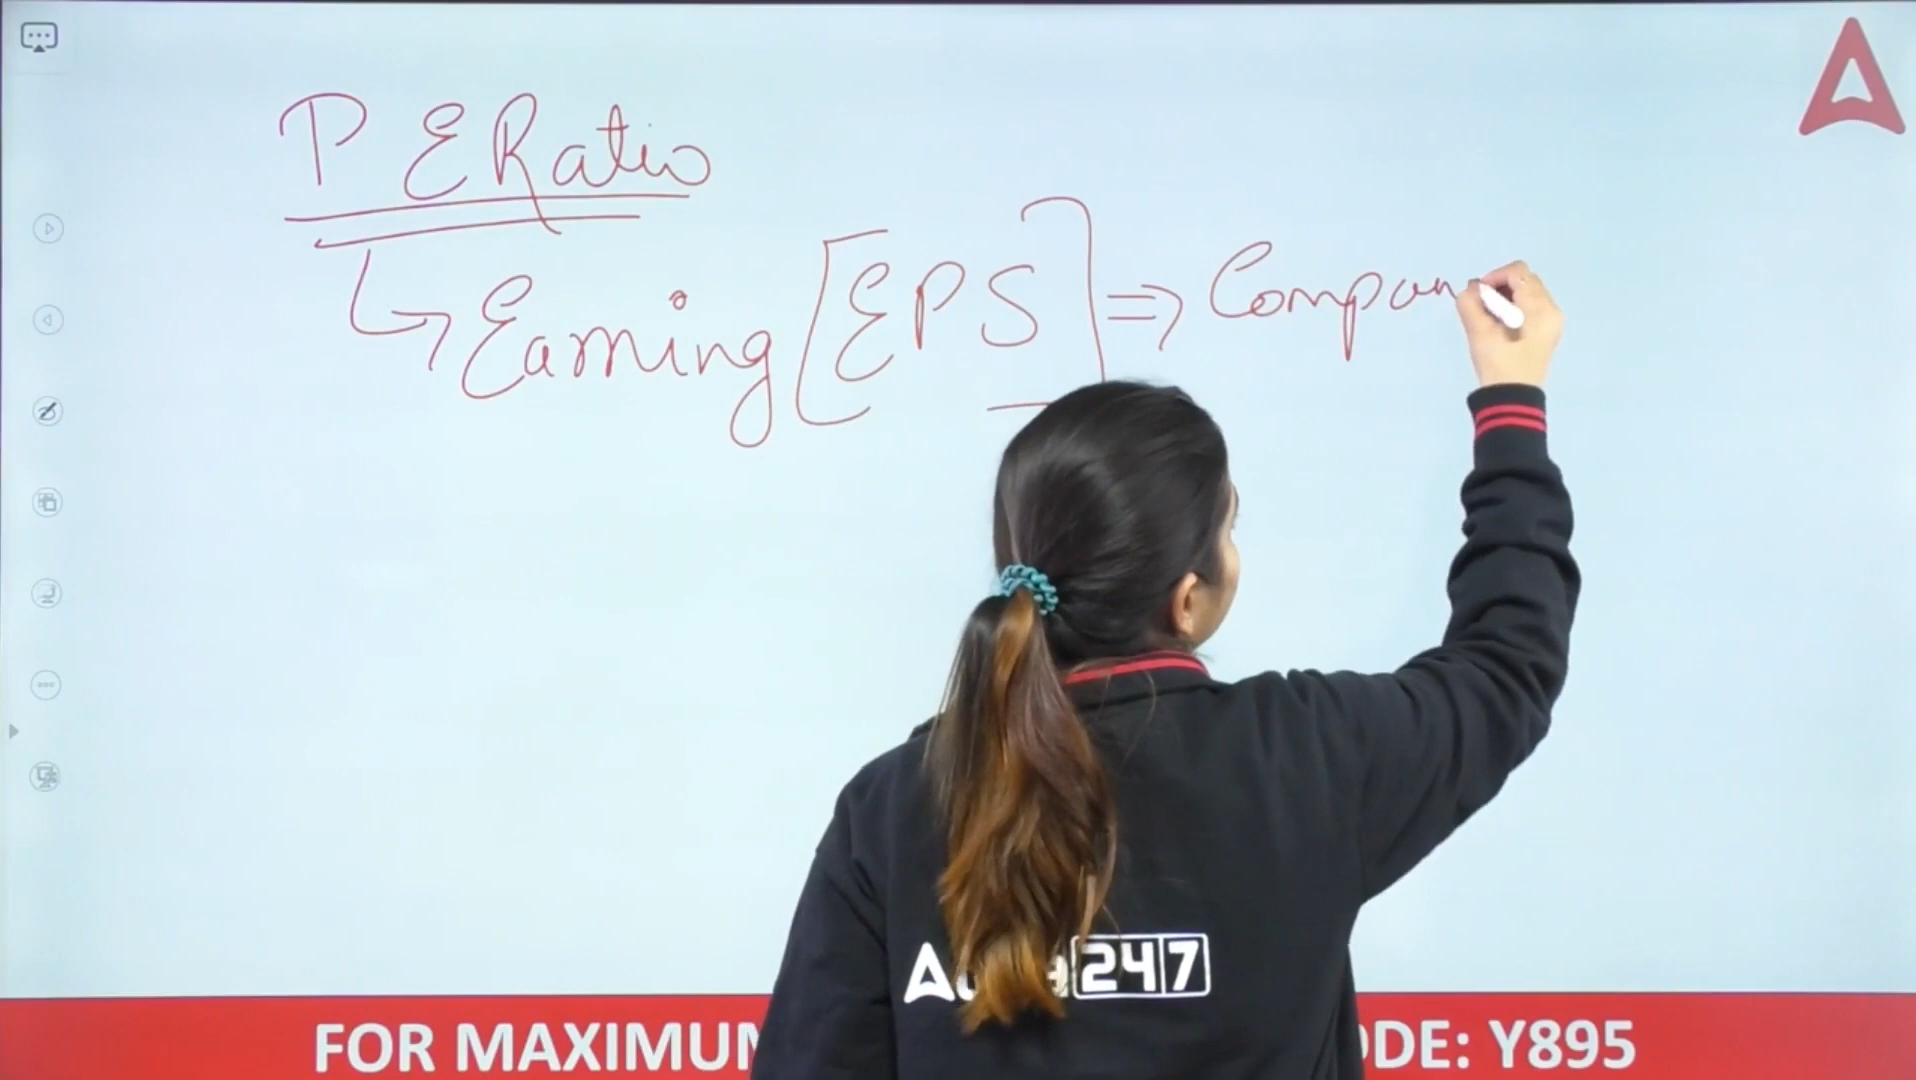 P E Ratio
Earning [EPS] => Compan
A 247
FOR MAXIMUM ODE: Y895